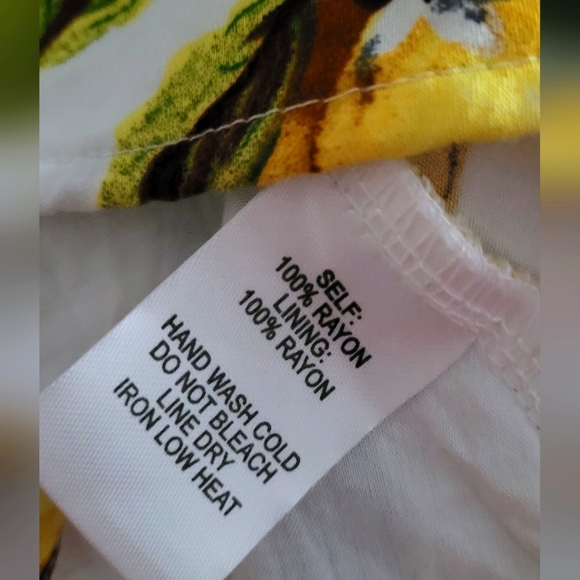 SELF:
100% RAYON
LINING:
100% RAYON
HAND WASH COLD
DO NOT BLEACH
LINE DRY
IRON LOW HEAT